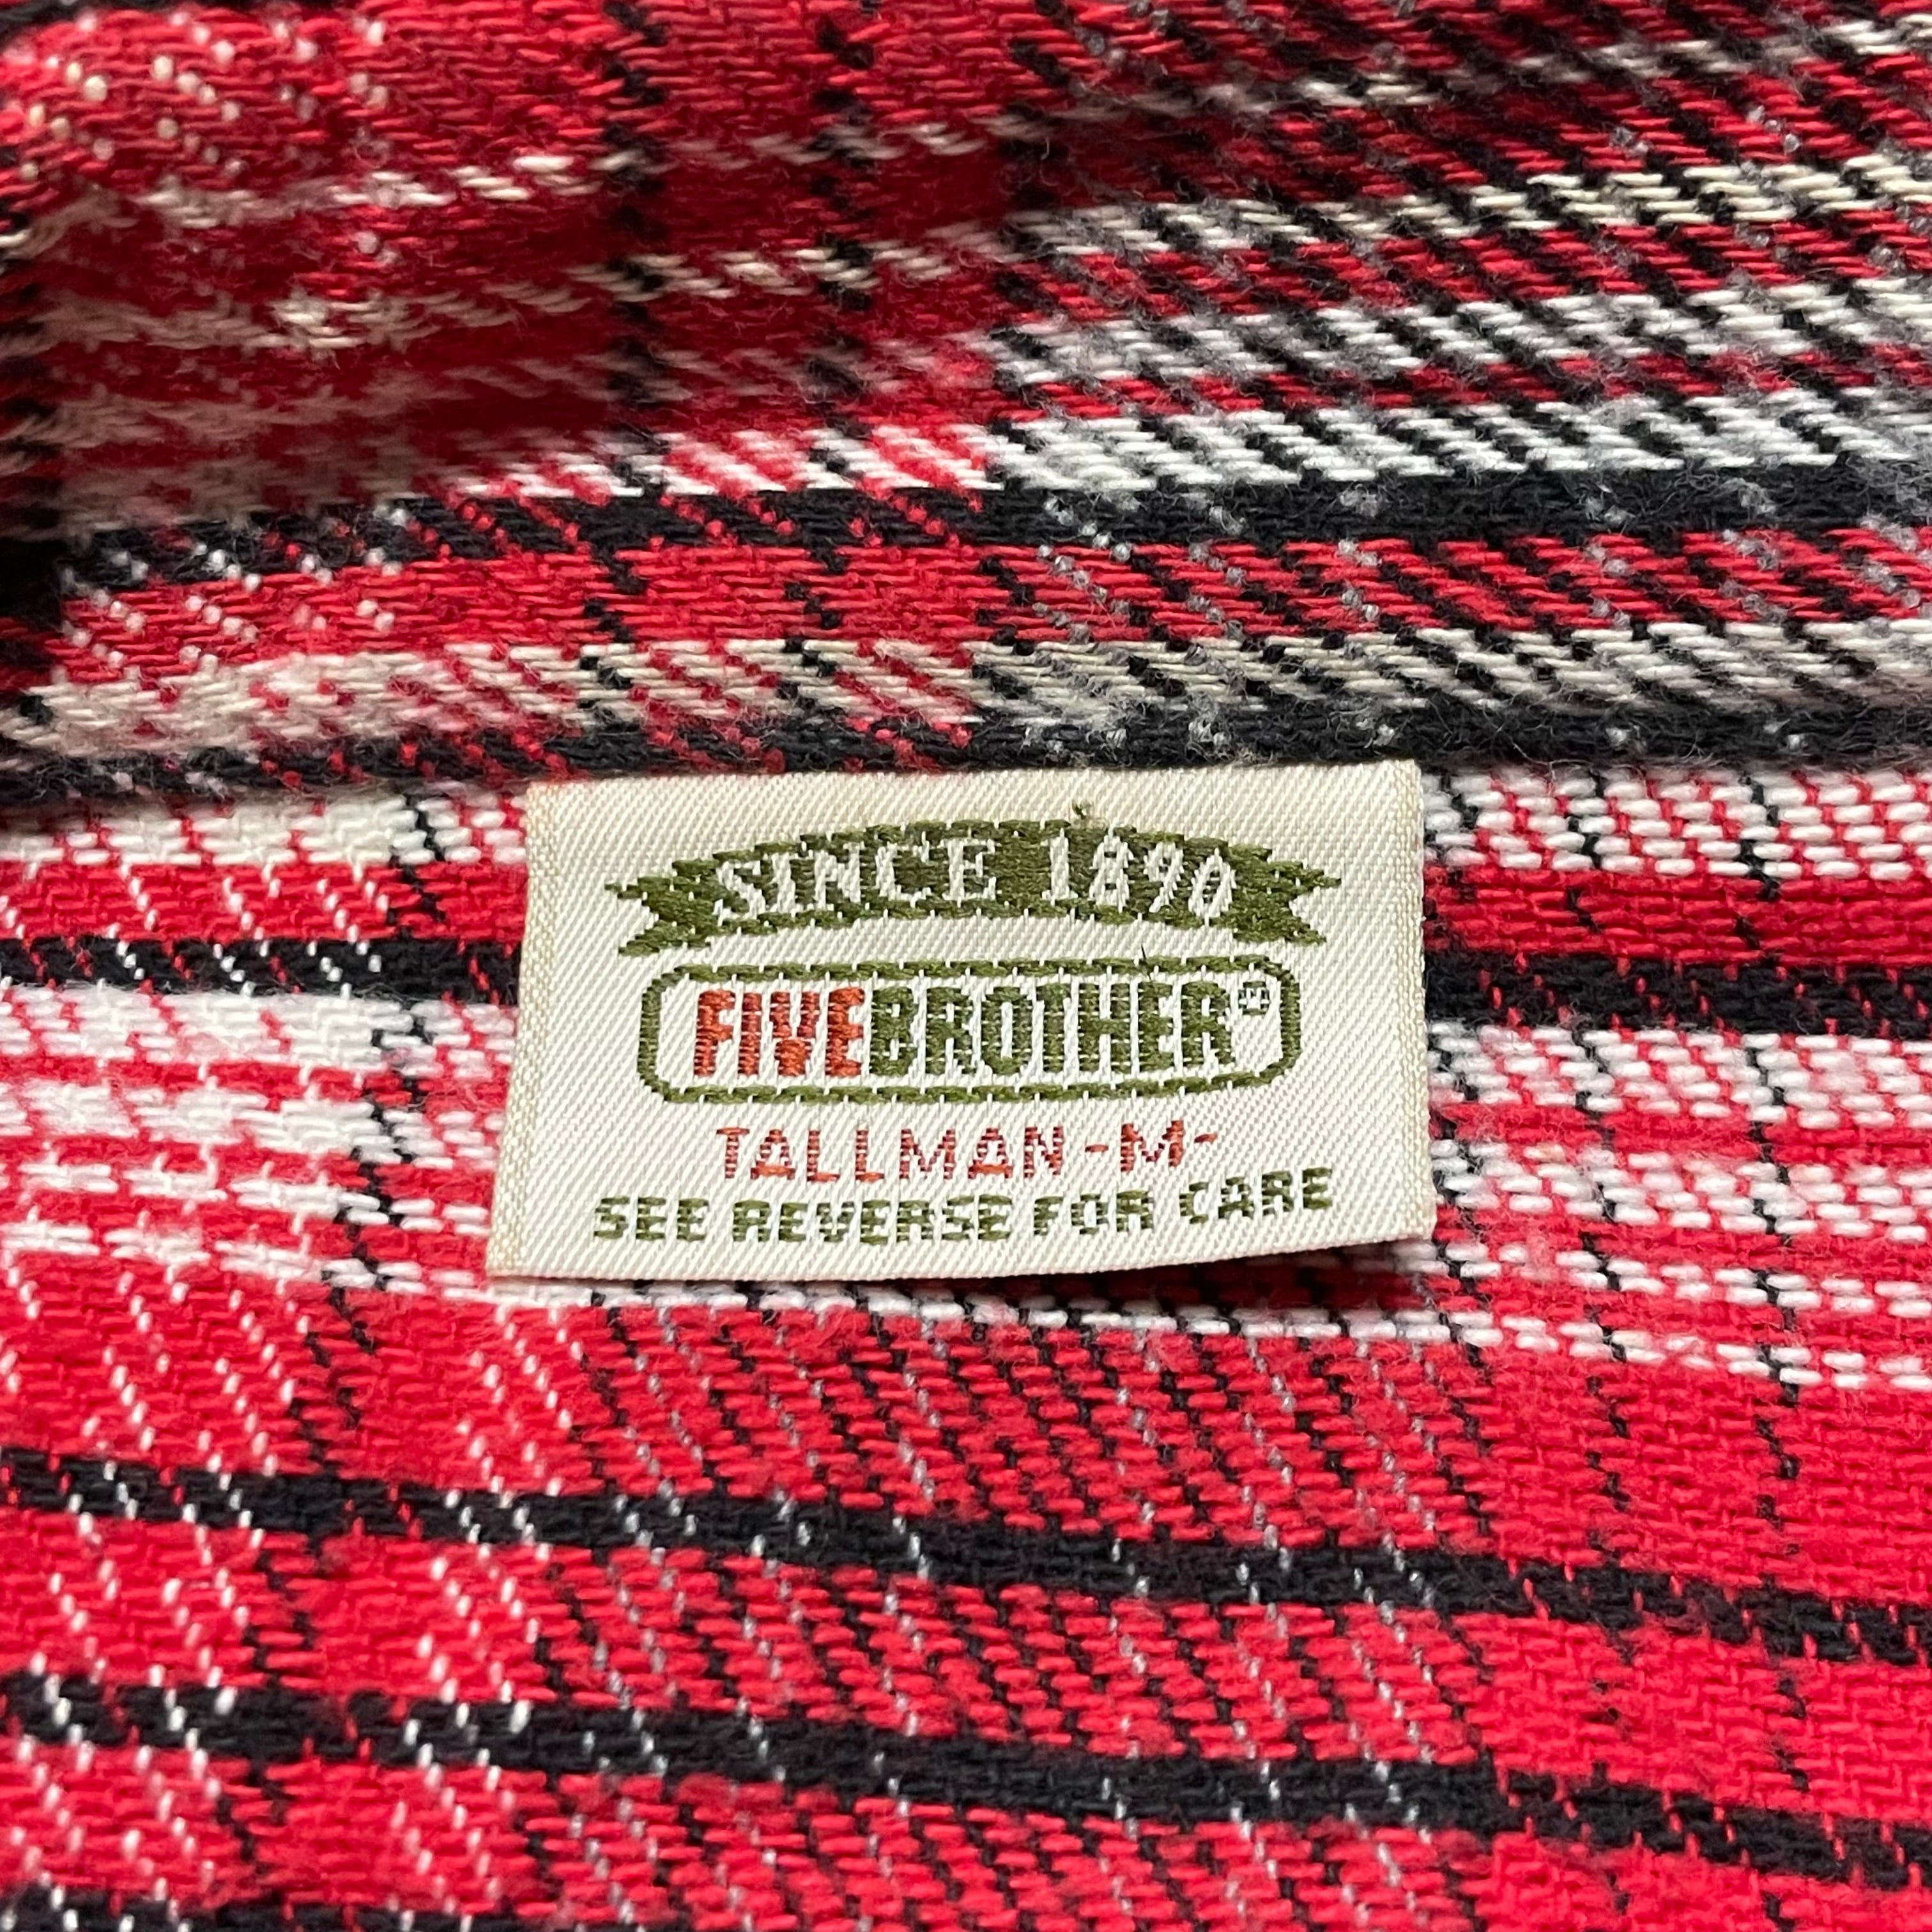 SINCE 1890
FIVEBROTHER®
TALLMAN -M-
SEE REVERSE FOR CARE